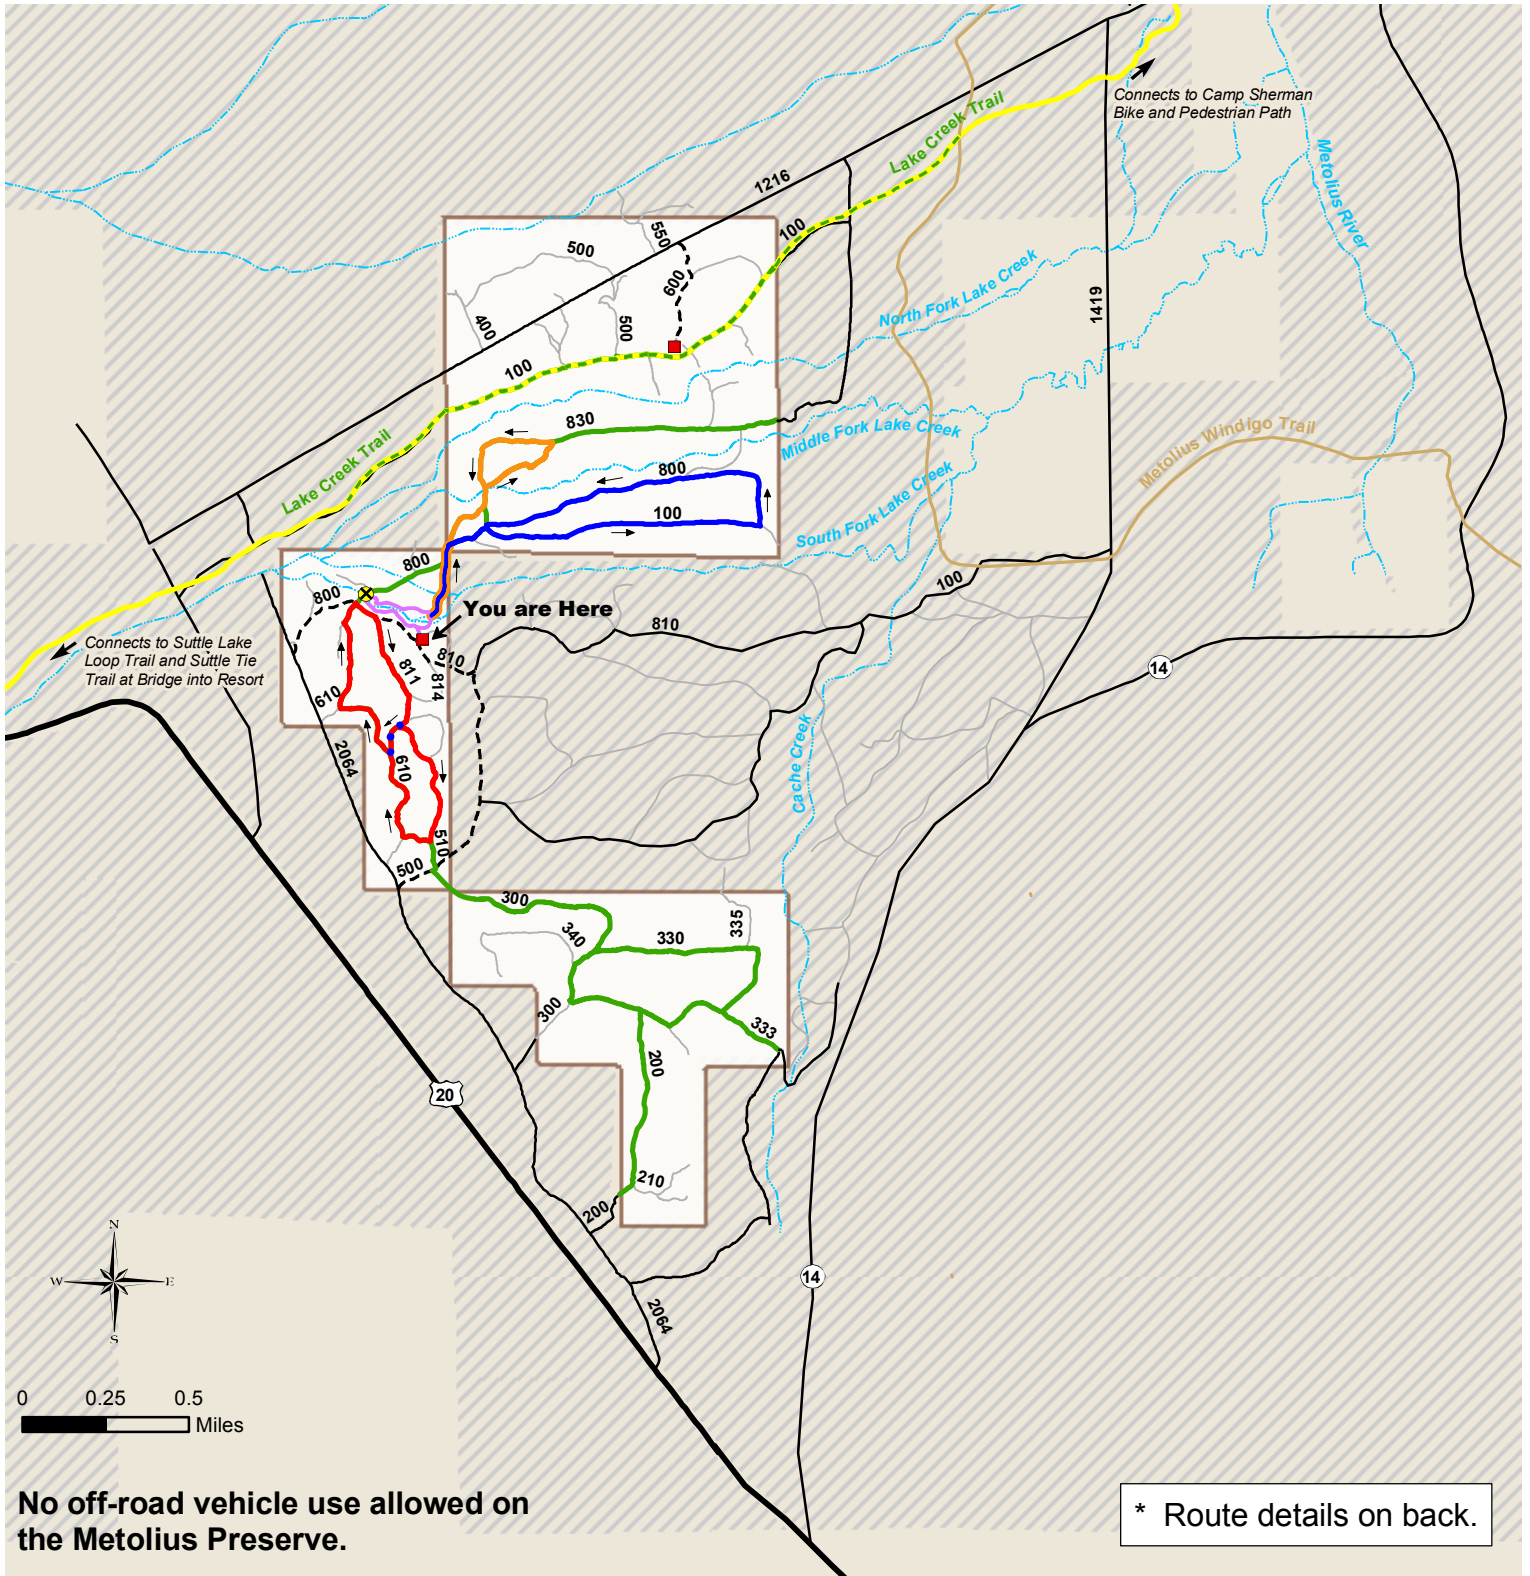 Connects to Camp Sherman
Bike and Pedestrian Path
Lake Creek Trail
Metolius River
1216
550
100
500
600
North Fork Lake Creek
1419
400
500
100
830
Middle Fork Lake Creek
Metolius Windigo Trail
Lake Creek Trail
800
South Fork Lake Creek
100
800
100
800
You are Here
810
Connects to Suttle Lake
Loop Trail and Suttle Tie
Trail at Bridge into Resort
810
811
814
14
610
2064
610
Cache Creek
510
500
300
340
330
335
300
333
200
20
210
200
N
W
E
S
14
2064
0 0.25 0.5
Miles
No off-road vehicle use allowed on
the Metolius Preserve.
* Route details on back.